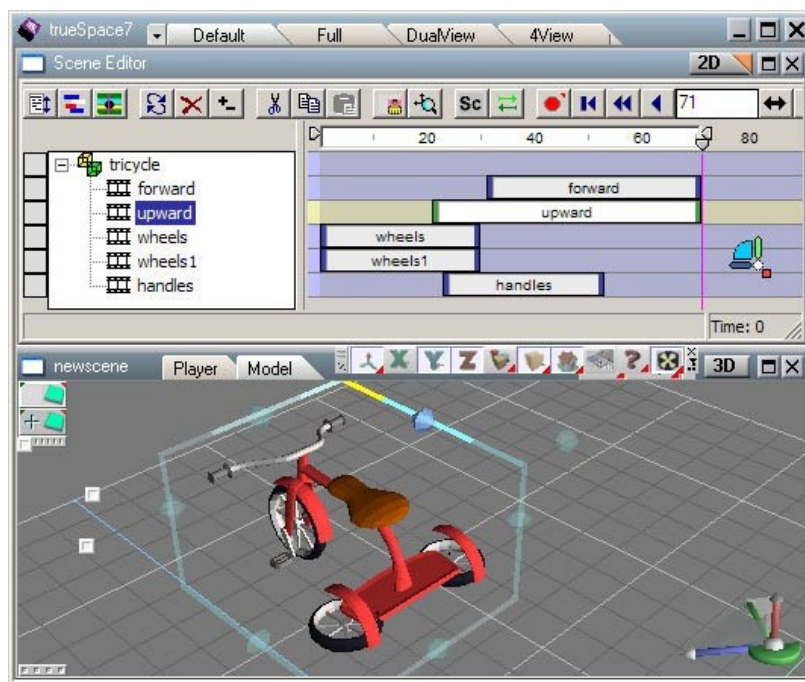 trueSpace7 Default Full DualView 4View
Scene Editor 2D
Sc 71
20 40 60 80
tricycle
forward forward
upward upward
wheels wheels
wheels1 wheels1
handles handles
Time: 0
newscene Player Model X Y Z ? 3D